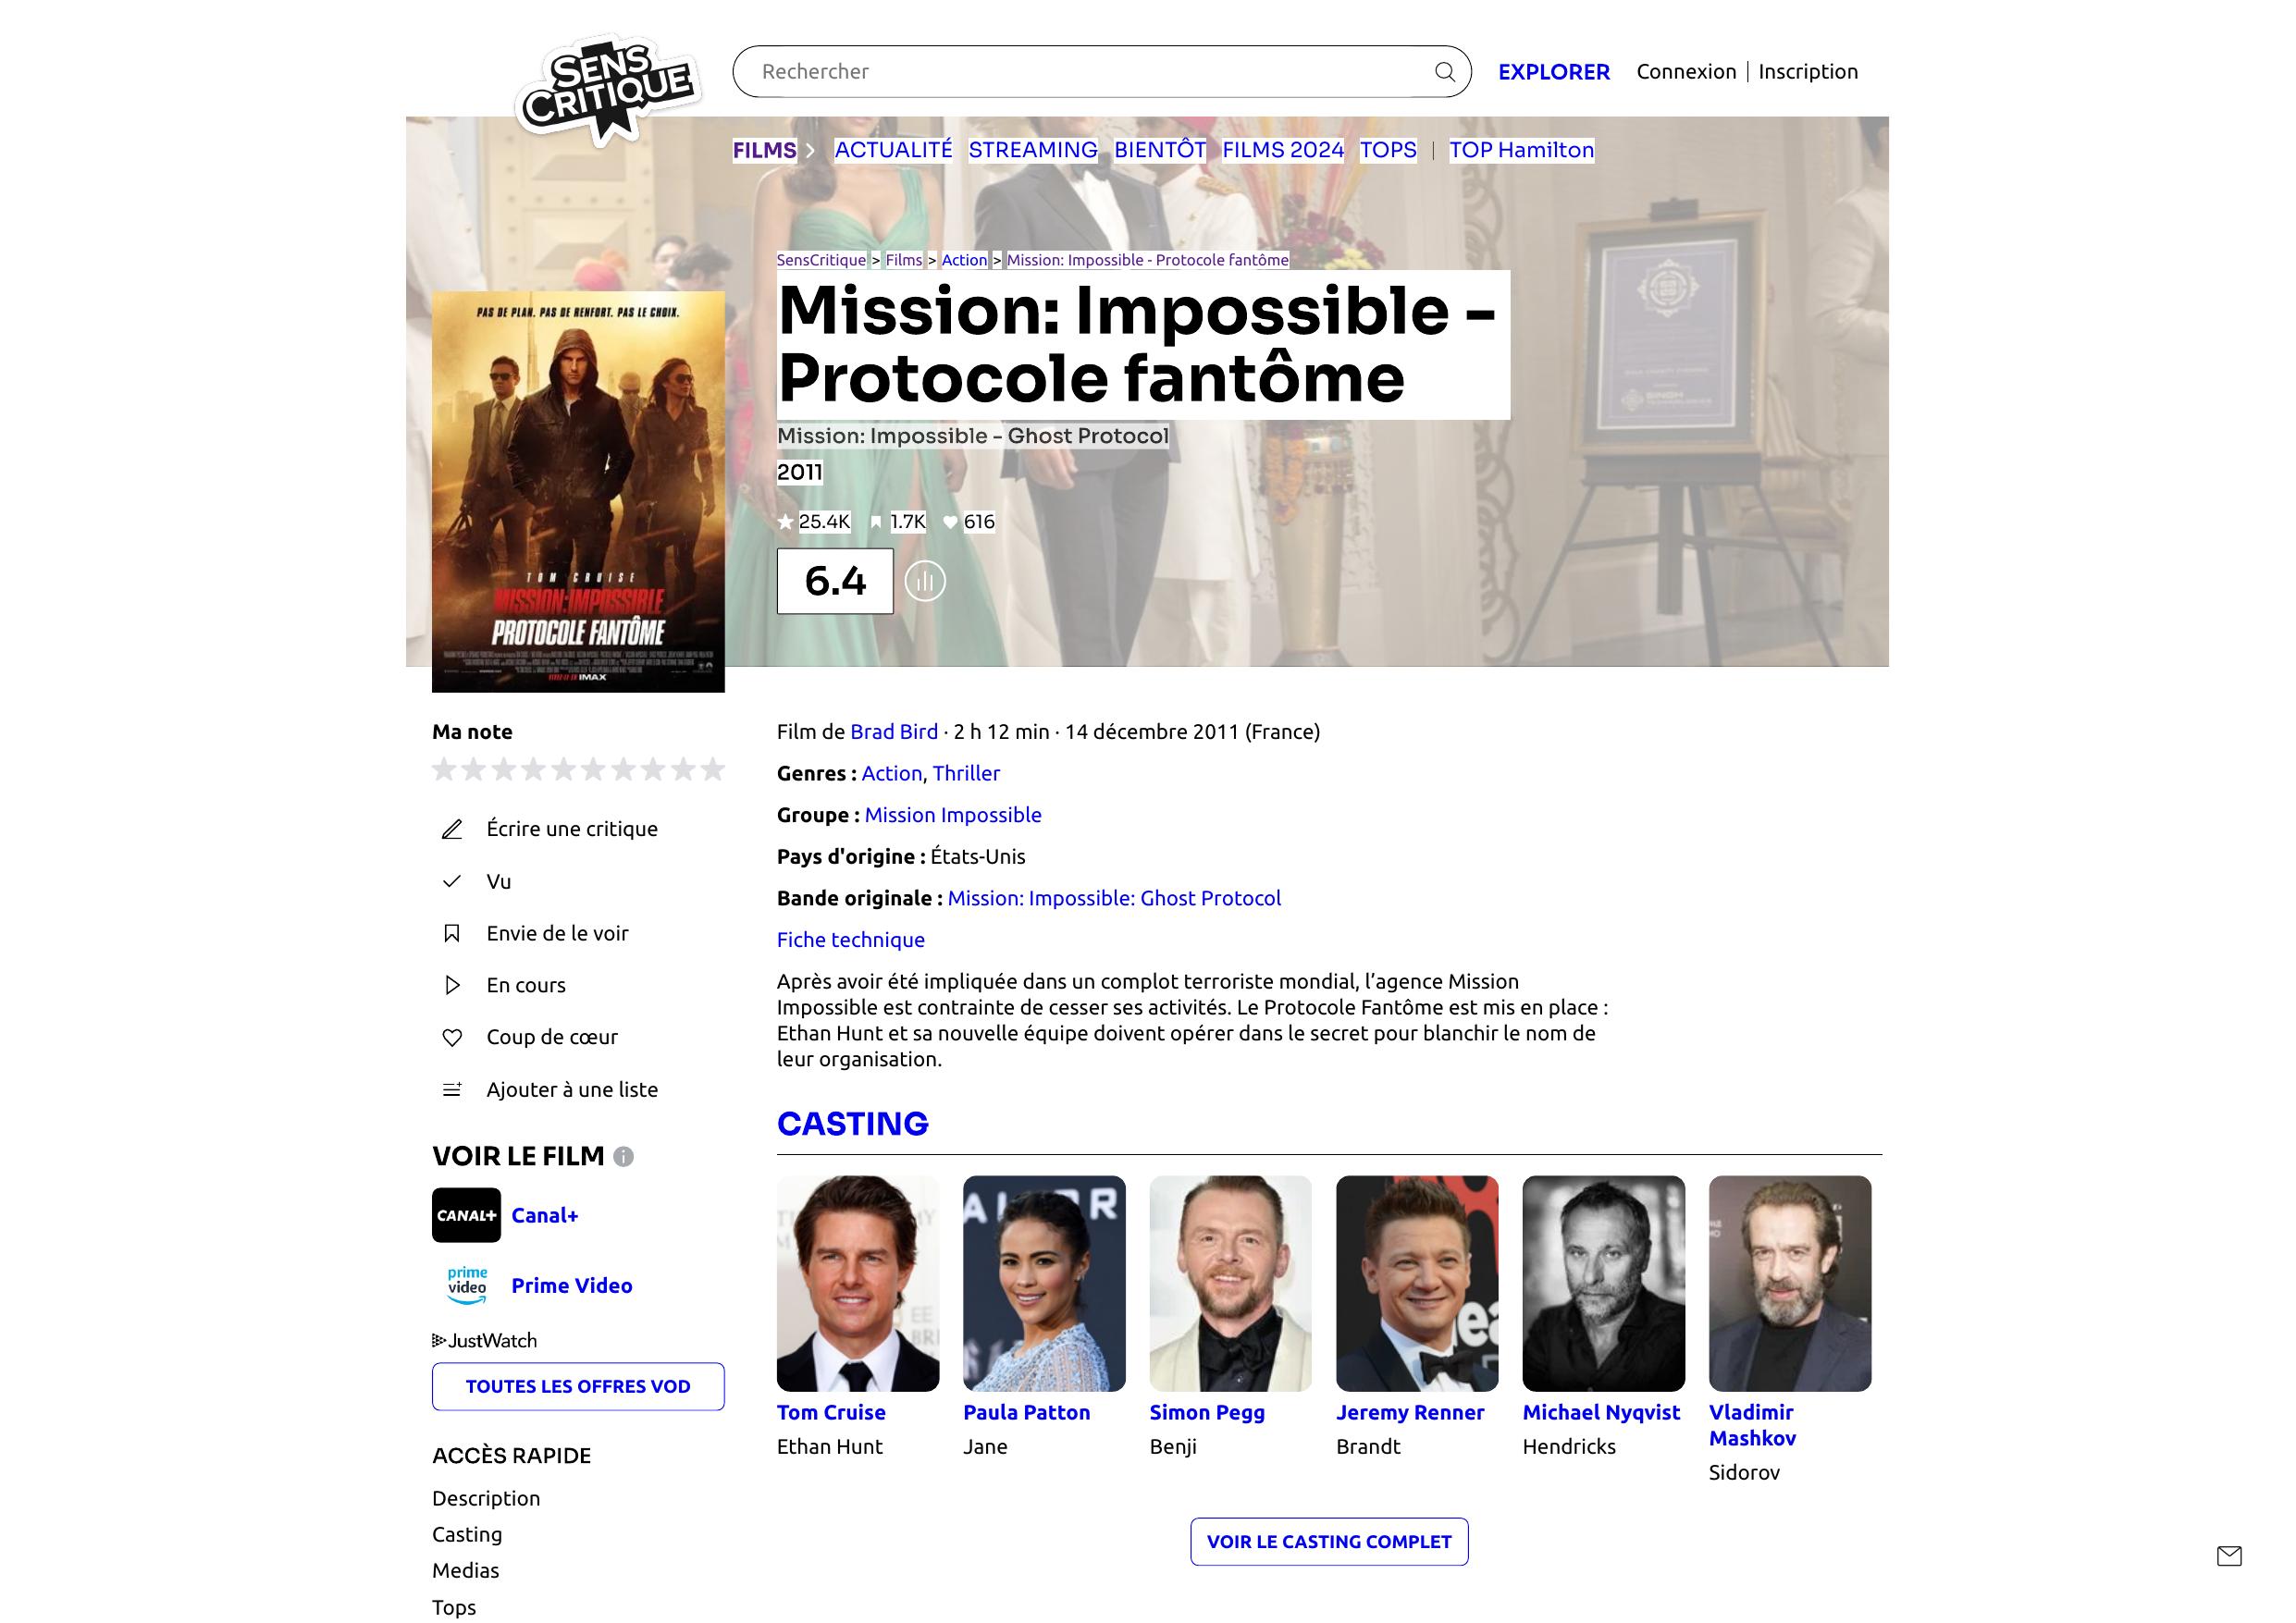 SENS
CRITIQUE
Rechercher
EXPLORER
Connexion | Inscription
FILMS
ACTUALITÉ
STREAMING
BIENTÔT
FILMS 2024
TOPS
TOP Hamilton
SensCritique > Films > Action > Mission: Impossible - Protocole fantôme
Mission: Impossible -
Protocole fantôme
Mission: Impossible - Ghost Protocol
2011
25.4K
1.7K
616
6.4
PAS DE PLAN. PAS DE RENFORT. PAS LE CHOIX.
TOM CRUISE
MISSION:IMPOSSIBLE
PROTOCOLE FANTÔME
IMAX
Ma note
Écrire une critique
Vu
Envie de le voir
En cours
Coup de cœur
Ajouter à une liste
VOIR LE FILM
CANAL+
Canal+
prime
video
Prime Video
JustWatch
TOUTES LES OFFRES VOD
ACCÈS RAPIDE
Description
Casting
Medias
Tops
Film de Brad Bird · 2 h 12 min · 14 décembre 2011 (France)
Genres : Action, Thriller
Groupe : Mission Impossible
Pays d'origine : États-Unis
Bande originale : Mission: Impossible: Ghost Protocol
Fiche technique
Après avoir été impliquée dans un complot terroriste mondial, l’agence Mission
Impossible est contrainte de cesser ses activités. Le Protocole Fantôme est mis en place :
Ethan Hunt et sa nouvelle équipe doivent opérer dans le secret pour blanchir le nom de
leur organisation.
CASTING
Tom Cruise
Ethan Hunt
Paula Patton
Jane
Simon Pegg
Benji
Jeremy Renner
Brandt
Michael Nyqvist
Hendricks
Vladimir
Mashkov
Sidorov
VOIR LE CASTING COMPLET